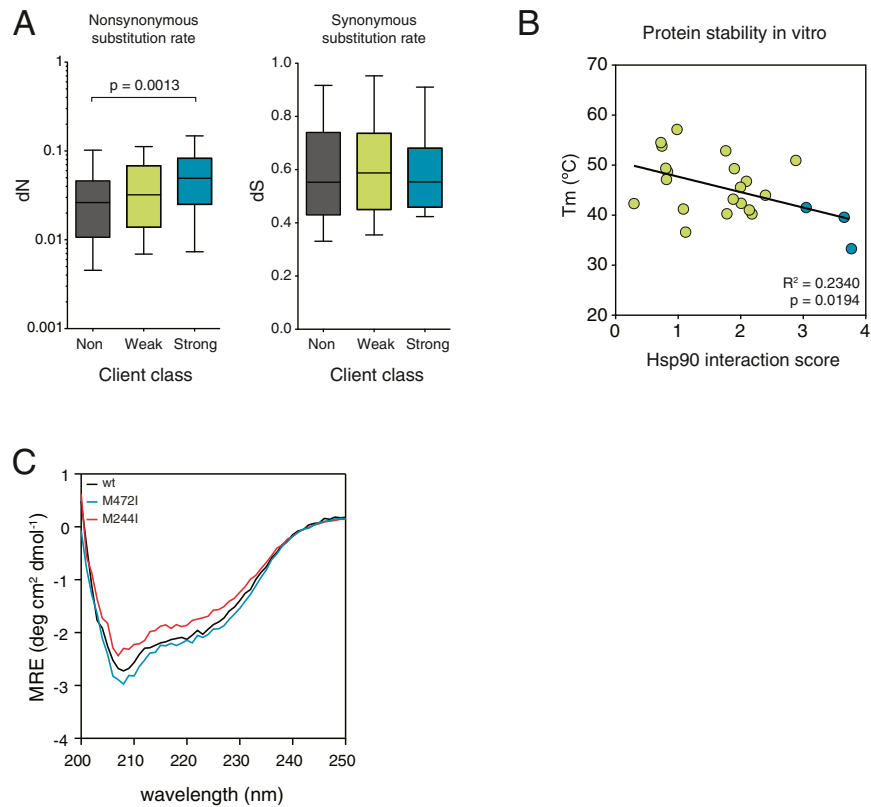 A
Nonsynonymous
substitution rate
p = 0.0013
dN
1
0.1
0.01
0.001
Non Weak Strong
Client class
Synonymous
substitution rate
dS
1.0
0.8
0.6
0.4
0.2
0.0
Non Weak Strong
Client class
B
Protein stability in vitro
Tm (°C)
70
60
50
40
30
20
R² = 0.2340
p = 0.0194
0 1 2 3 4
Hsp90 interaction score
C
wt
M472I
M244I
MRE (deg cm² dmol⁻¹)
1
0
-1
-2
-3
-4
200 210 220 230 240 250
wavelength (nm)